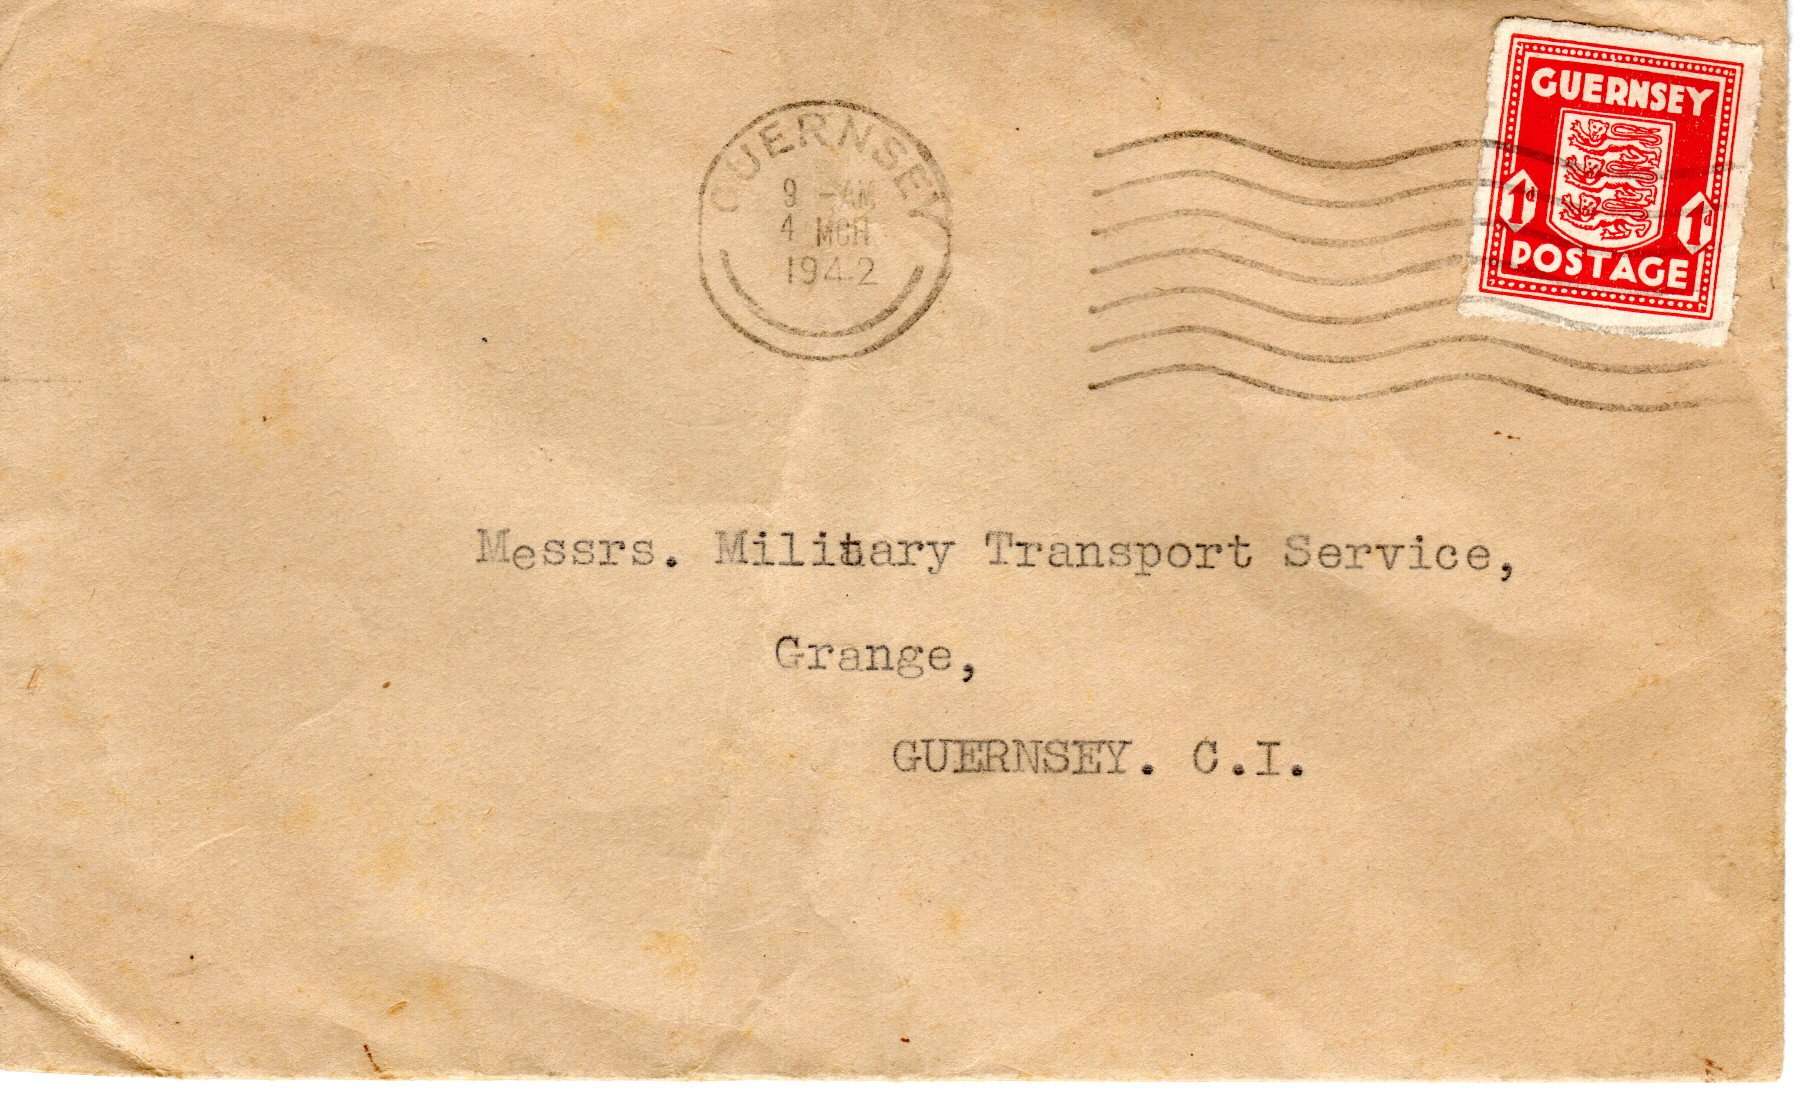 GUERNSEY
9 - AM
4 MCH
1942
GUERNSEY
1d 1d
POSTAGE
Messrs. Military Transport Service,
Grange,
GUERNSEY. C.I.